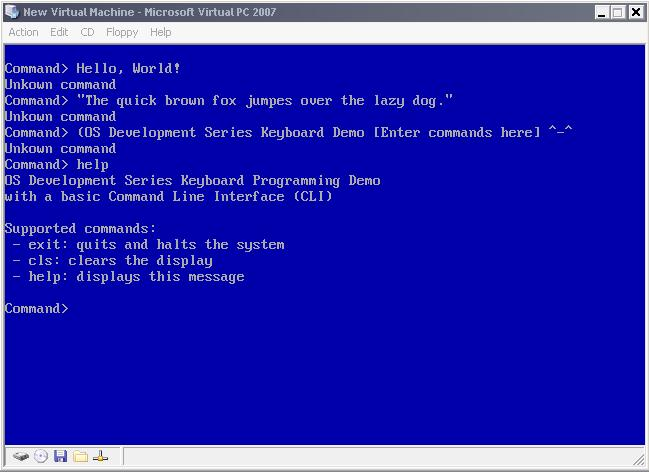 New Virtual Machine - Microsoft Virtual PC 2007
Action Edit CD Floppy Help
Command> Hello, World!
Unkown command
Command> "The quick brown fox jumpes over the lazy dog."
Unkown command
Command> (OS Development Series Keyboard Demo [Enter commands here] ^-^
Unkown command
Command> help
OS Development Series Keyboard Programming Demo
with a basic Command Line Interface (CLI)
Supported commands:
- exit: quits and halts the system
- cls: clears the display
- help: displays this message
Command>